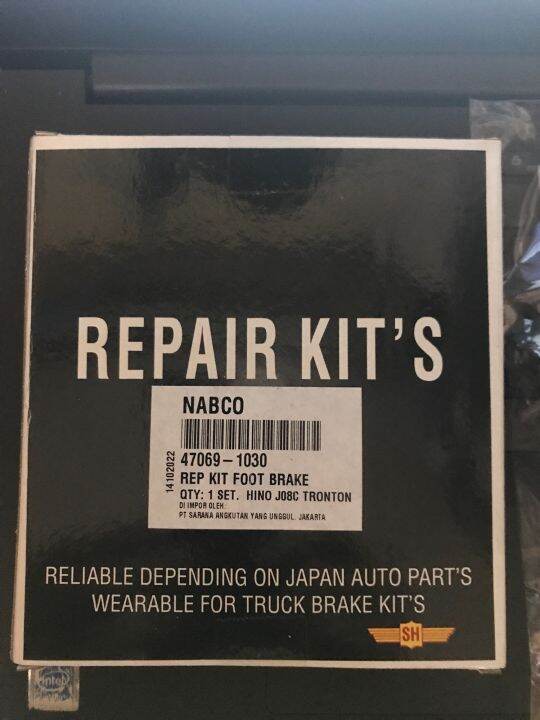 REPAIR KIT'S
NABCO
14102022
47069-1030
REP KIT FOOT BRAKE
QTY: 1 SET. HINO J08C TRONTON
DI IMPOR OLEH:
PT SARANA ANGKUTAN YANG UNGGUL. JAKARTA
RELIABLE DEPENDING ON JAPAN AUTO PART'S
WEARABLE FOR TRUCK BRAKE KIT'S
SH
intel